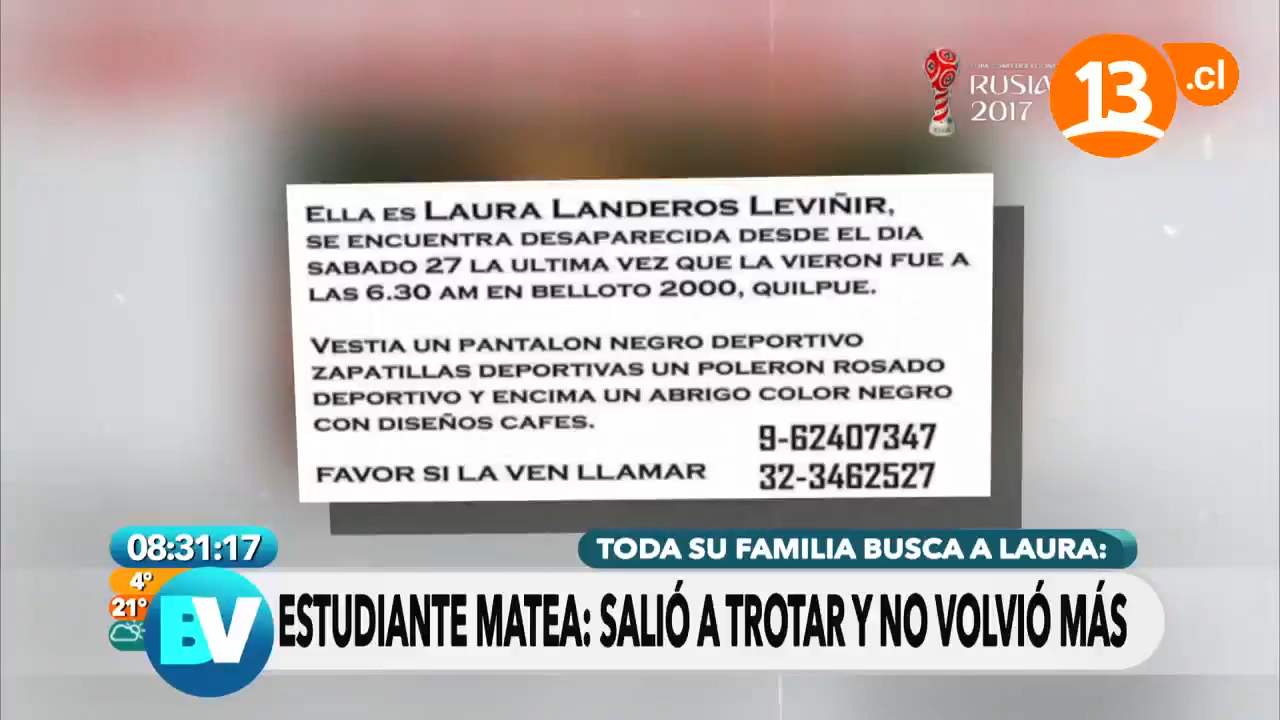 RUSIA
2017
13.cl
ELLA ES LAURA LANDEROS LEVIÑIR,
SE ENCUENTRA DESAPARECIDA DESDE EL DIA
SABADO 27 LA ULTIMA VEZ QUE LA VIERON FUE A
LAS 6.30 AM EN BELLOTO 2000, QUILPUE.
VESTIA UN PANTALON NEGRO DEPORTIVO
ZAPATILLAS DEPORTIVAS UN POLERON ROSADO
DEPORTIVO Y ENCIMA UN ABRIGO COLOR NEGRO
CON DISEÑOS CAFES.
9-62407347
FAVOR SI LA VEN LLAMAR
32-3462527
08:31:17
TODA SU FAMILIA BUSCA A LAURA:
4°
21°
BV
ESTUDIANTE MATEA: SALIÓ A TROTAR Y NO VOLVIÓ MÁS